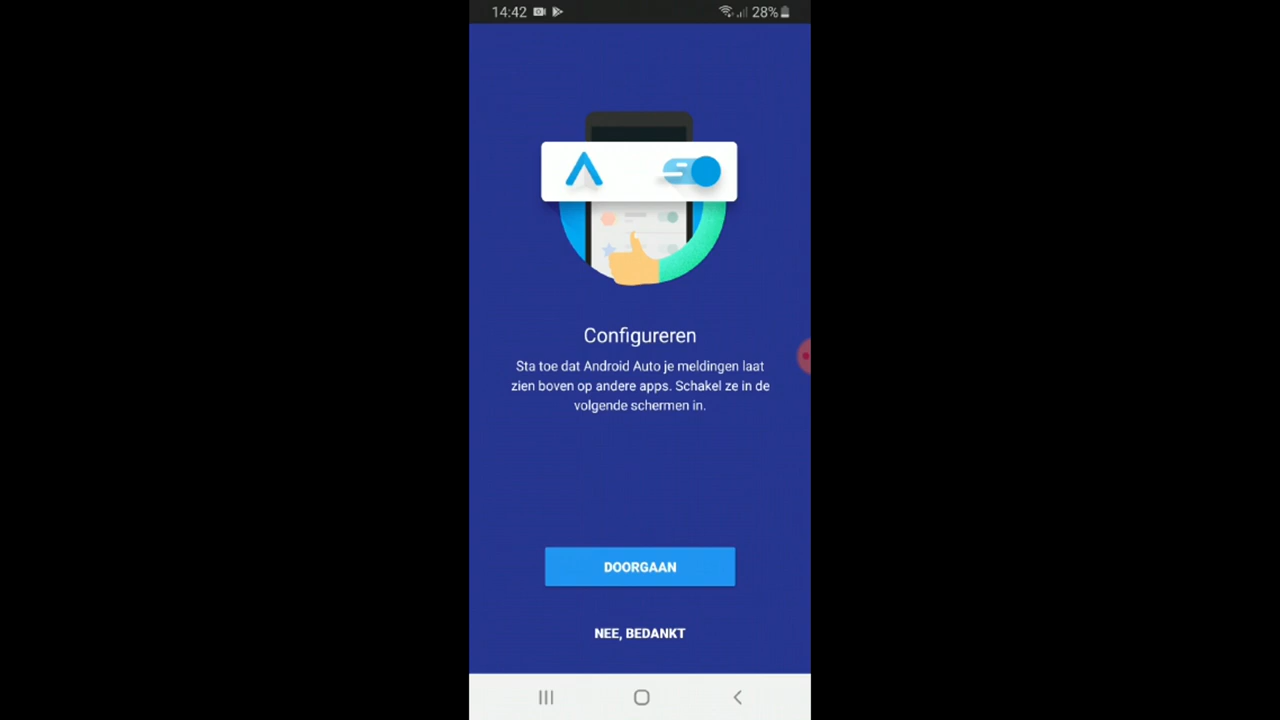 14:42 28%
Configureren
Sta toe dat Android Auto je meldingen laat
zien boven op andere apps. Schakel ze in de
volgende schermen in.
DOORGAAN
NEE, BEDANKT